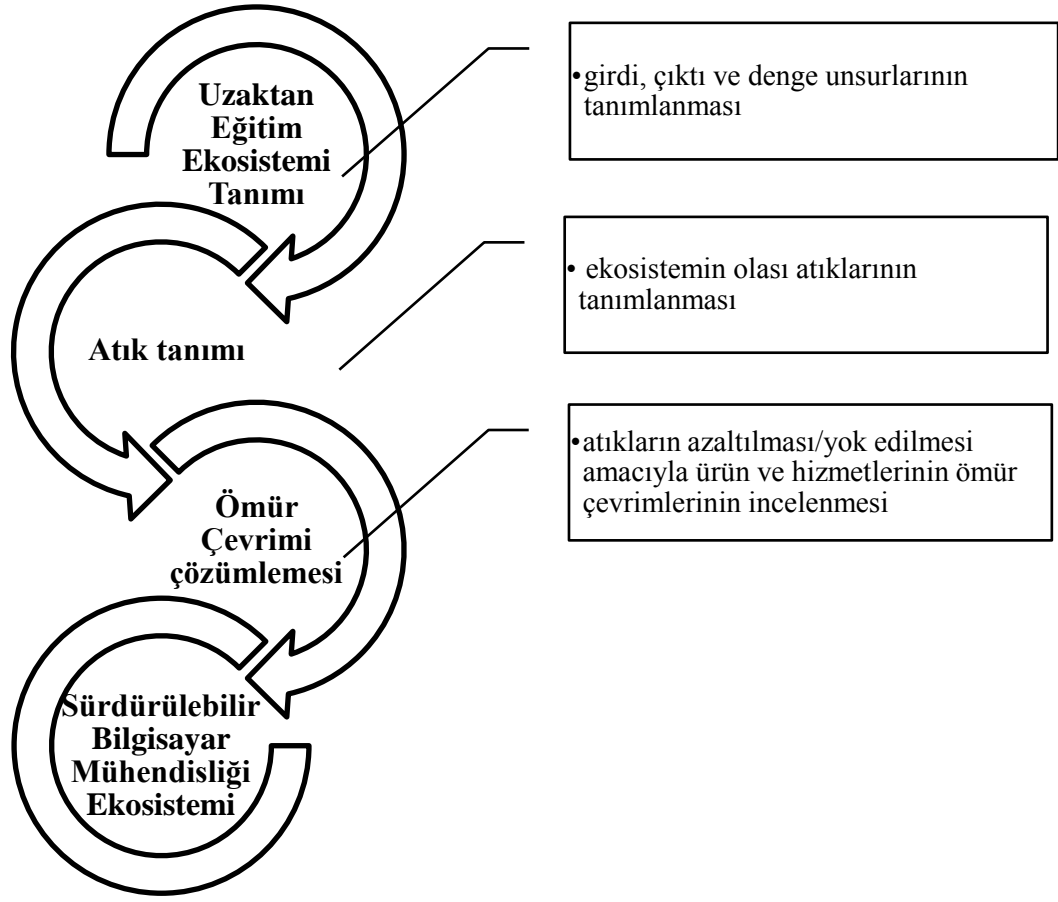 Uzaktan
Eğitim
Ekosistemi
Tanımı
•girdi, çıktı ve denge unsurlarının
tanımlanması
Atık tanımı
• ekosistemin olası atıklarının
tanımlanması
Ömür
Çevrimi
çözümlemesi
•atıkların azaltılması/yok edilmesi
amacıyla ürün ve hizmetlerinin ömür
çevrimlerinin incelenmesi
Sürdürülebilir
Bilgisayar
Mühendisliği
Ekosistemi